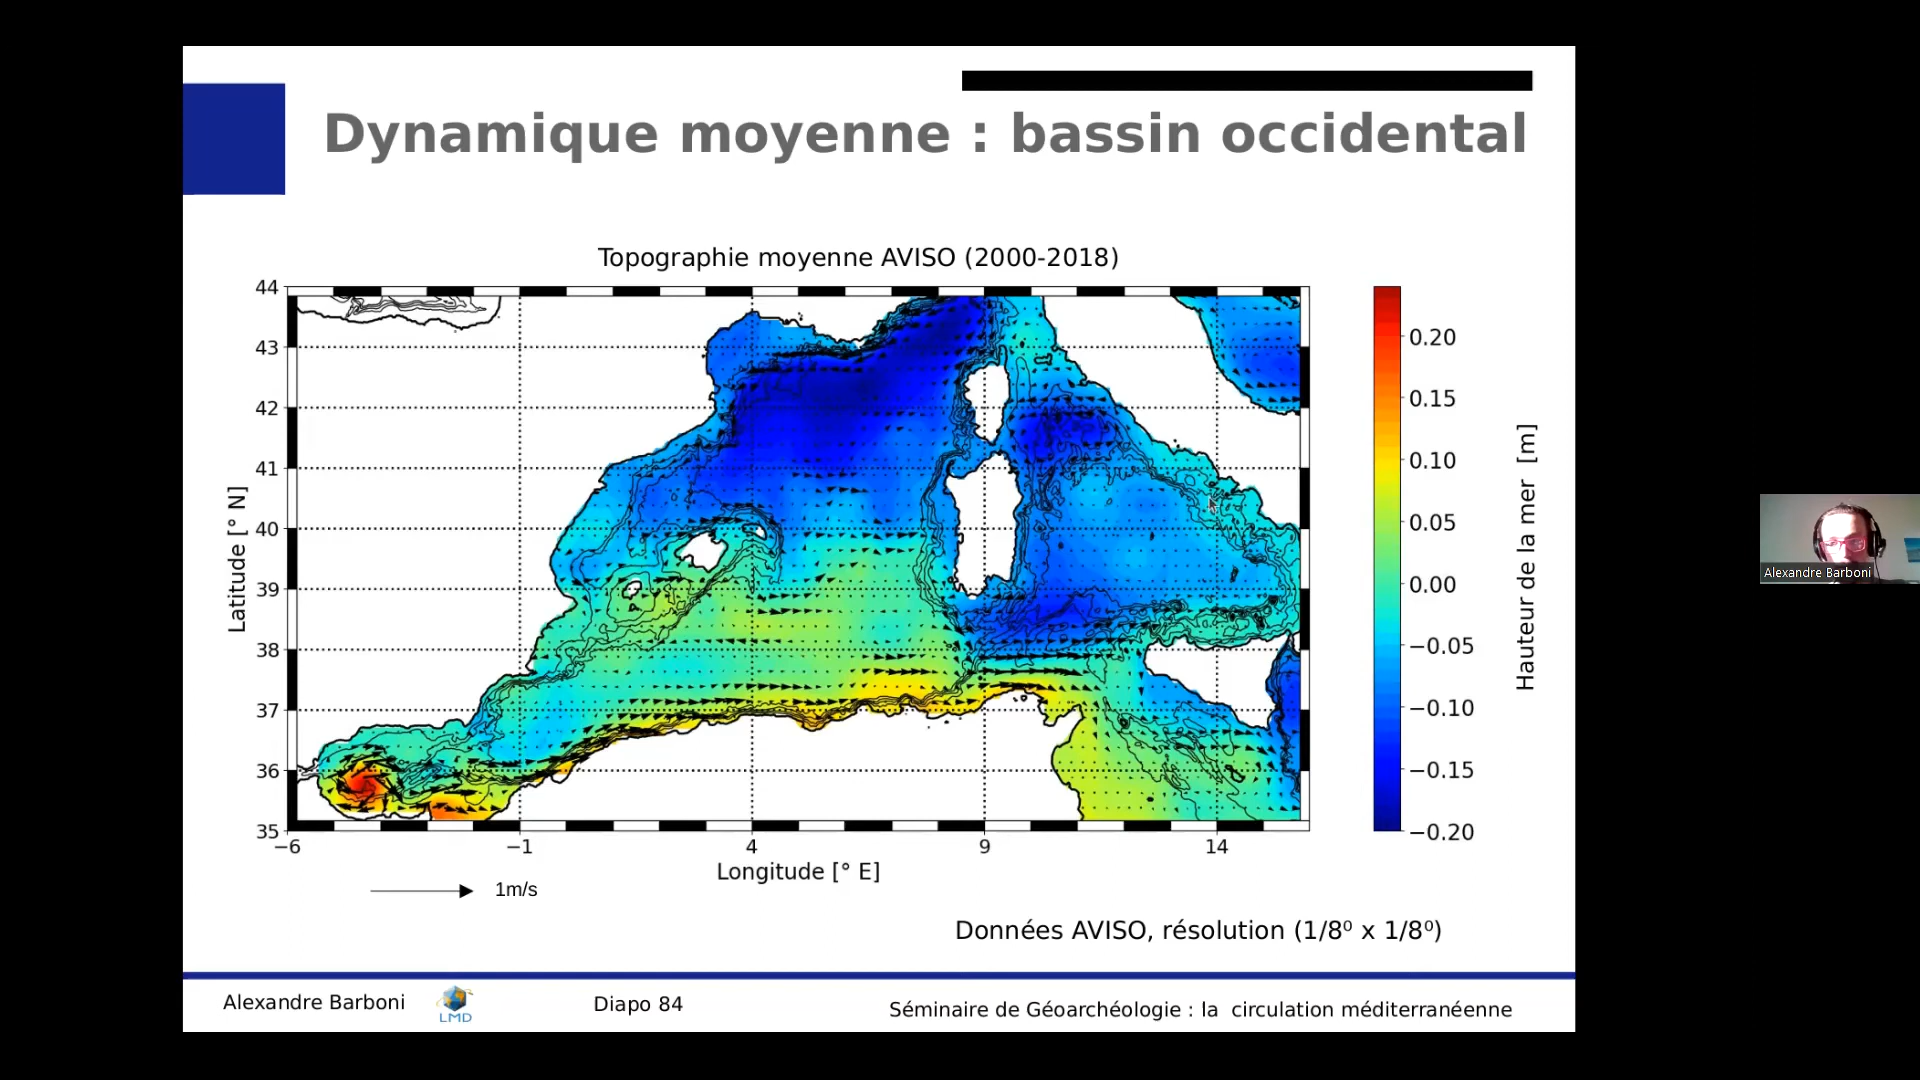 Dynamique moyenne : bassin occidental
Topographie moyenne AVISO (2000-2018)
44
43
42
41
40
39
38
37
36
35
Latitude [° N]
−6
−1
4
9
14
Longitude [° E]
0.20
0.15
0.10
0.05
0.00
−0.05
−0.10
−0.15
−0.20
Hauteur de la mer [m]
1m/s
Données AVISO, résolution (1/8⁰ x 1/8⁰)
Alexandre Barboni
LMD
Diapo 84
Séminaire de Géoarchéologie : la circulation méditerranéenne
Alexandre Barboni